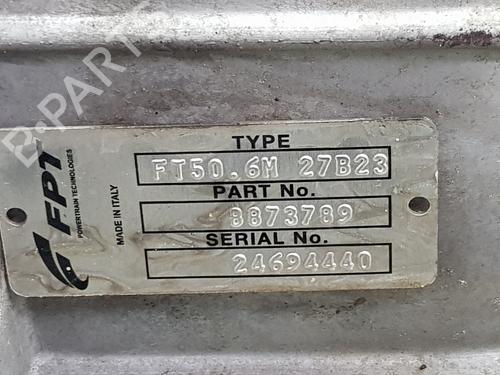 B-PARTS
FPT
POWERTRAIN TECHNOLOGIES
MADE IN ITALY
TYPE
FT50.6M 27B23
PART No.
8873789
SERIAL No.
24694440